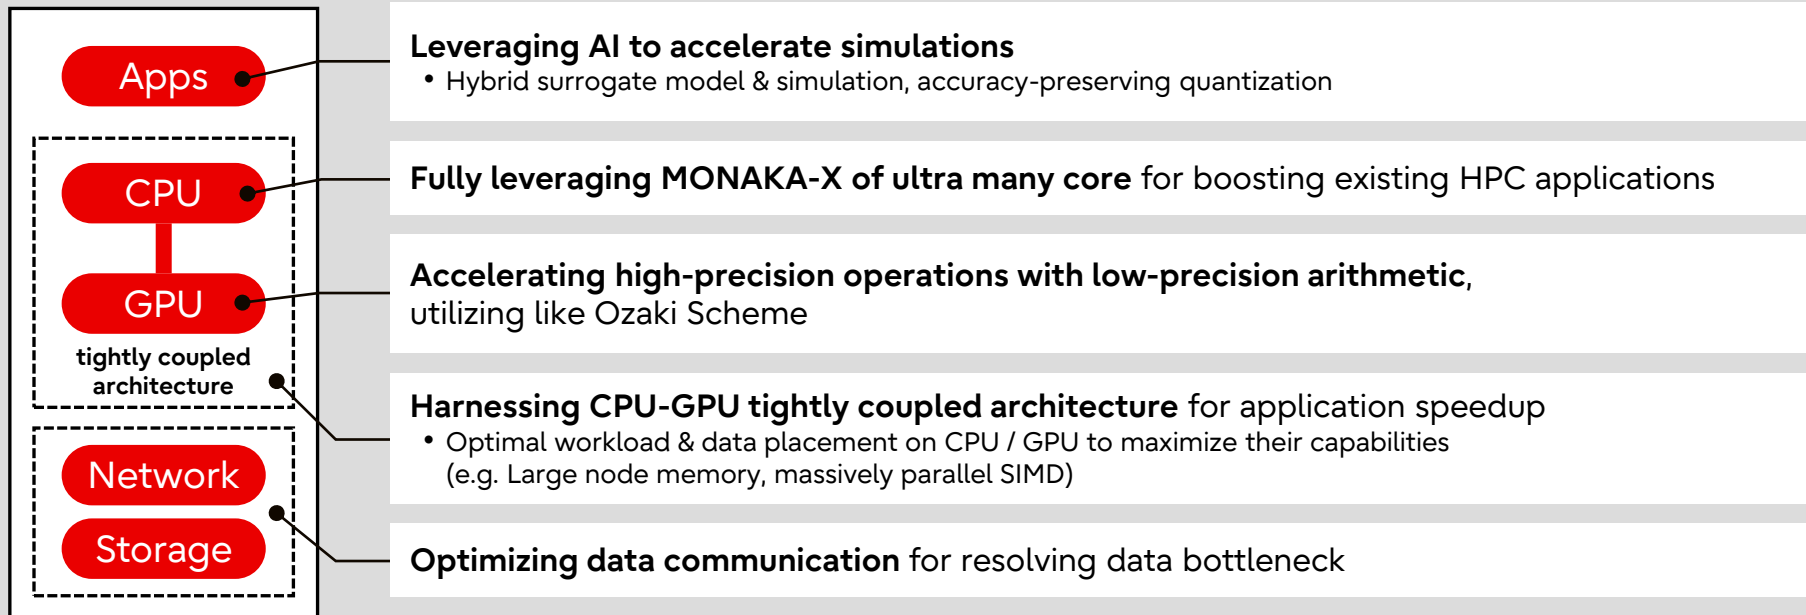 Apps
Leveraging AI to accelerate simulations
• Hybrid surrogate model & simulation, accuracy-preserving quantization
CPU
Fully leveraging MONAKA-X of ultra many core for boosting existing HPC applications
GPU
Accelerating high-precision operations with low-precision arithmetic,
utilizing like Ozaki Scheme
tightly coupled
architecture
Harnessing CPU-GPU tightly coupled architecture for application speedup
• Optimal workload & data placement on CPU / GPU to maximize their capabilities
(e.g. Large node memory, massively parallel SIMD)
Network
Storage
Optimizing data communication for resolving data bottleneck